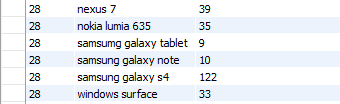 28 nexus 7 39
28 nokia lumia 635 35
28 samsumg galaxy tablet 9
28 samsung galaxy note 10
28 samsung galaxy s4 122
28 windows surface 33